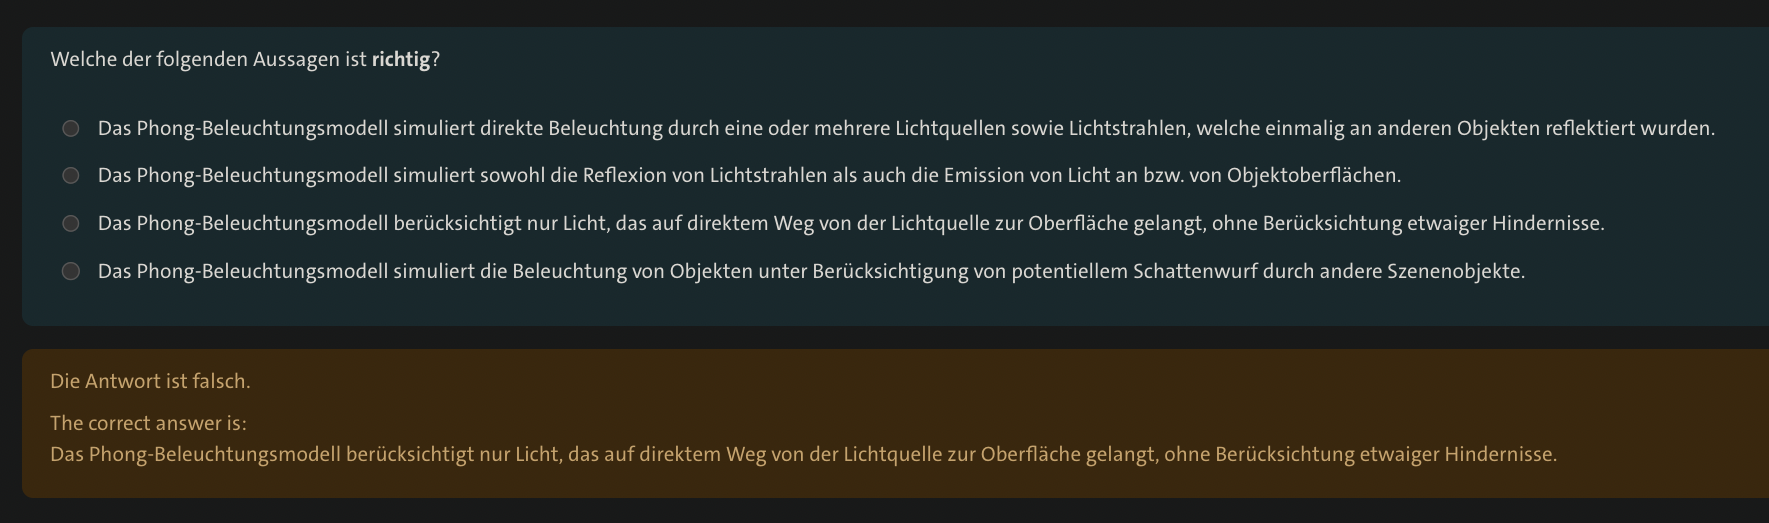 Welche der folgenden Aussagen ist richtig?
Das Phong-Beleuchtungsmodell simuliert direkte Beleuchtung durch eine oder mehrere Lichtquellen sowie Lichtstrahlen, welche einmalig an anderen Objekten reflektiert wurden.
Das Phong-Beleuchtungsmodell simuliert sowohl die Reflexion von Lichtstrahlen als auch die Emission von Licht an bzw. von Objektoberflächen.
Das Phong-Beleuchtungsmodell berücksichtigt nur Licht, das auf direktem Weg von der Lichtquelle zur Oberfläche gelangt, ohne Berücksichtung etwaiger Hindernisse.
Das Phong-Beleuchtungsmodell simuliert die Beleuchtung von Objekten unter Berücksichtigung von potentiellem Schattenwurf durch andere Szenenobjekte.
Die Antwort ist falsch.
The correct answer is:
Das Phong-Beleuchtungsmodell berücksichtigt nur Licht, das auf direktem Weg von der Lichtquelle zur Oberfläche gelangt, ohne Berücksichtung etwaiger Hindernisse.